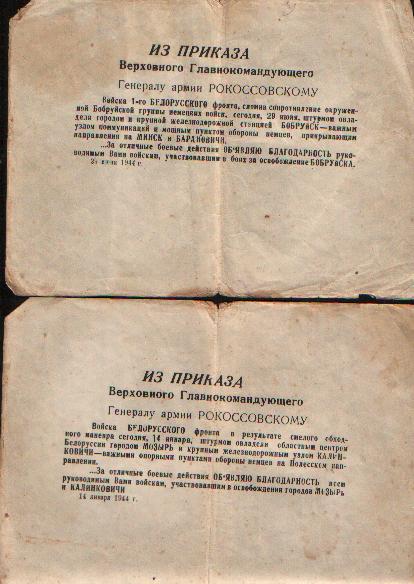 ИЗ ПРИКАЗА
Верховного Главнокомандующего
Генералу армии РОКОССОВСКОМУ
Войска 1-го БЕЛОРУССКОГО фронта, сломив сопротивление окружен-
ной Бобруйской группы немецких войск, сегодня, 29 июня, штурмом овла-
дели городом и крупной железнодорожной станцией БОБРУЙСК—важным
узлом коммуникаций и мощным пунктом обороны немцев, прикрывающим
направления на МИНСК и БАРАНОВИЧИ.
...За отличные боевые действия ОБ'ЯВЛЯЮ БЛАГОДАРНОСТЬ руко-
водимым Вами войскам, участвовавшим в боях за освобождение БОБРУЙСКА.
29 июня 1944 г.
ИЗ ПРИКАЗА
Верховного Главнокомандующего
Генералу армии РОКОССОВСКОМУ
Войска БЕЛОРУССКОГО фронта в результате смелого обход-
ного маневра сегодня, 14 января, штурмом овладели областным центром
Белоруссии городом МОЗЫРЬ и крупным железнодорожным узлом КАЛИН-
КОВИЧИ—важными опорными пунктами обороны немцев на Полесском нап-
равлении.
...За отличные боевые действия ОБ'ЯВЛЯЮ БЛАГОДАРНОСТЬ всем
руководимым Вами войскам, участвовавшим в освобождении городов МОЗЫРЬ
и КАЛИНКОВИЧИ
14 января 1944 г.